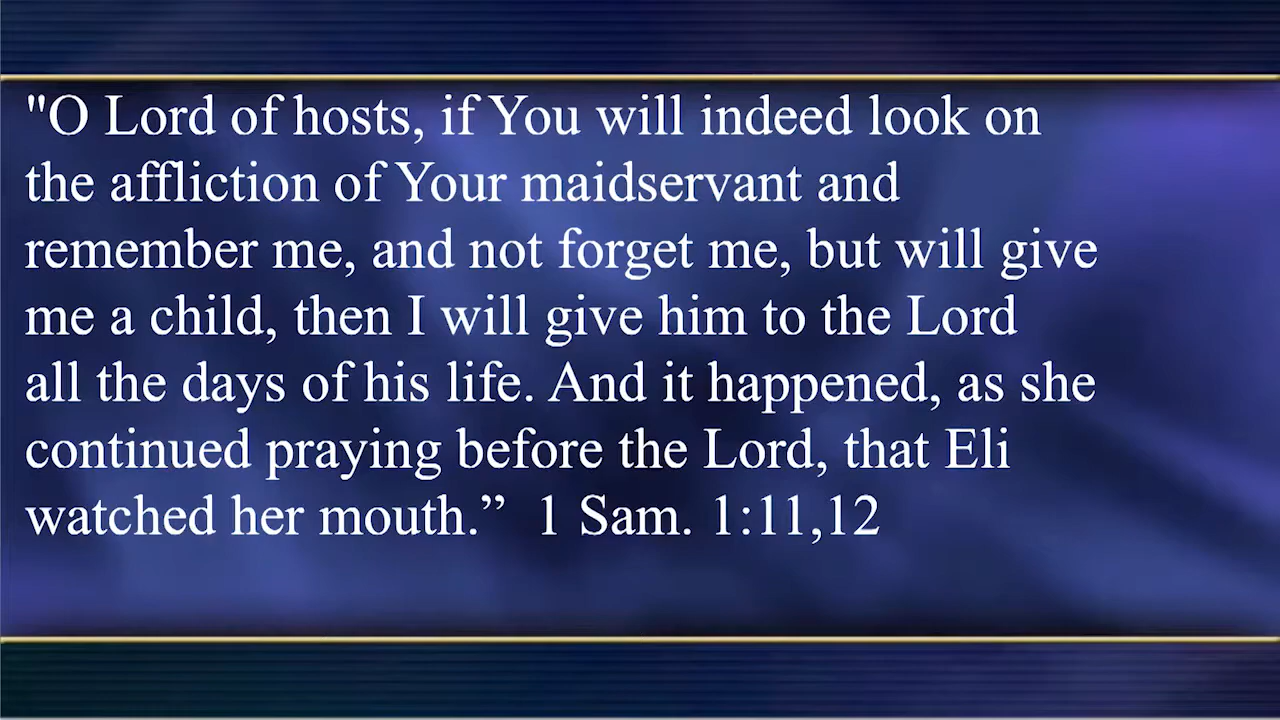 "O Lord of hosts, if You will indeed look on
the affliction of Your maidservant and
remember me, and not forget me, but will give
me a child, then I will give him to the Lord
all the days of his life. And it happened, as she
continued praying before the Lord, that Eli
watched her mouth.”  1 Sam. 1:11,12